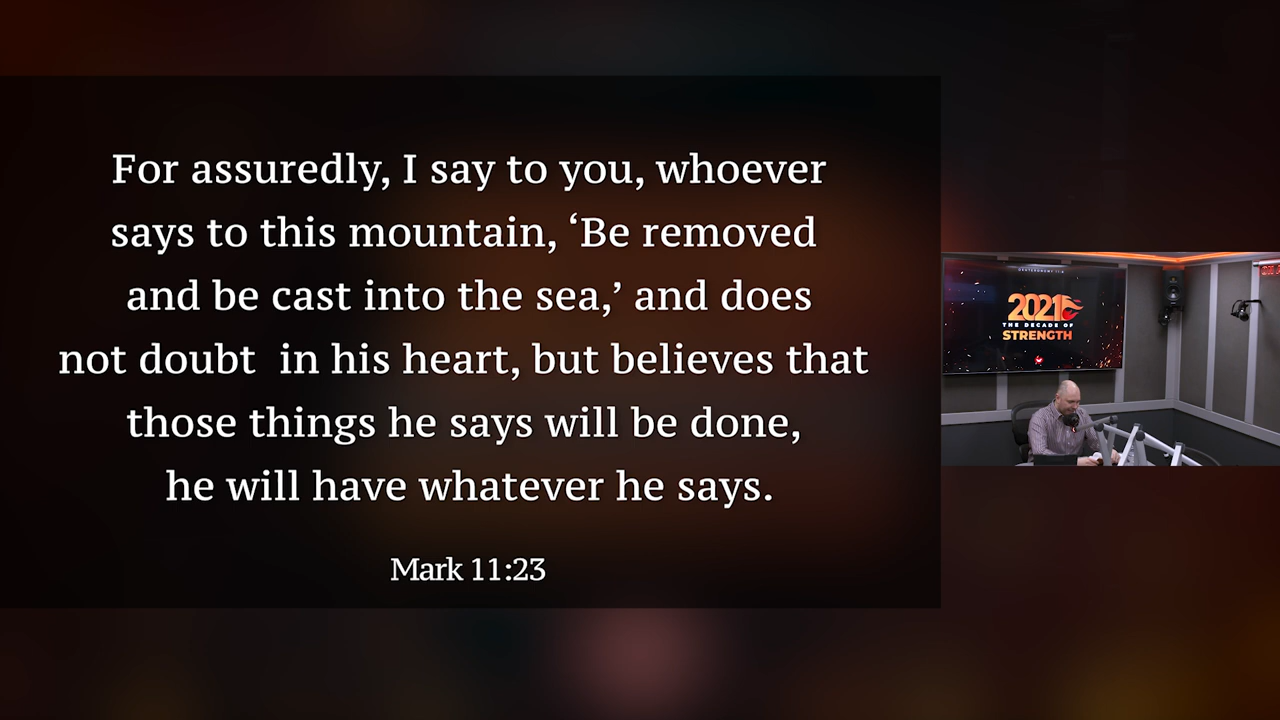 For assuredly, I say to you, whoever
says to this mountain, ‘Be removed
and be cast into the sea,’ and does
not doubt  in his heart, but believes that
those things he says will be done,
he will have whatever he says.
Mark 11:23
2021
THE DECADE OF
STRENGTH